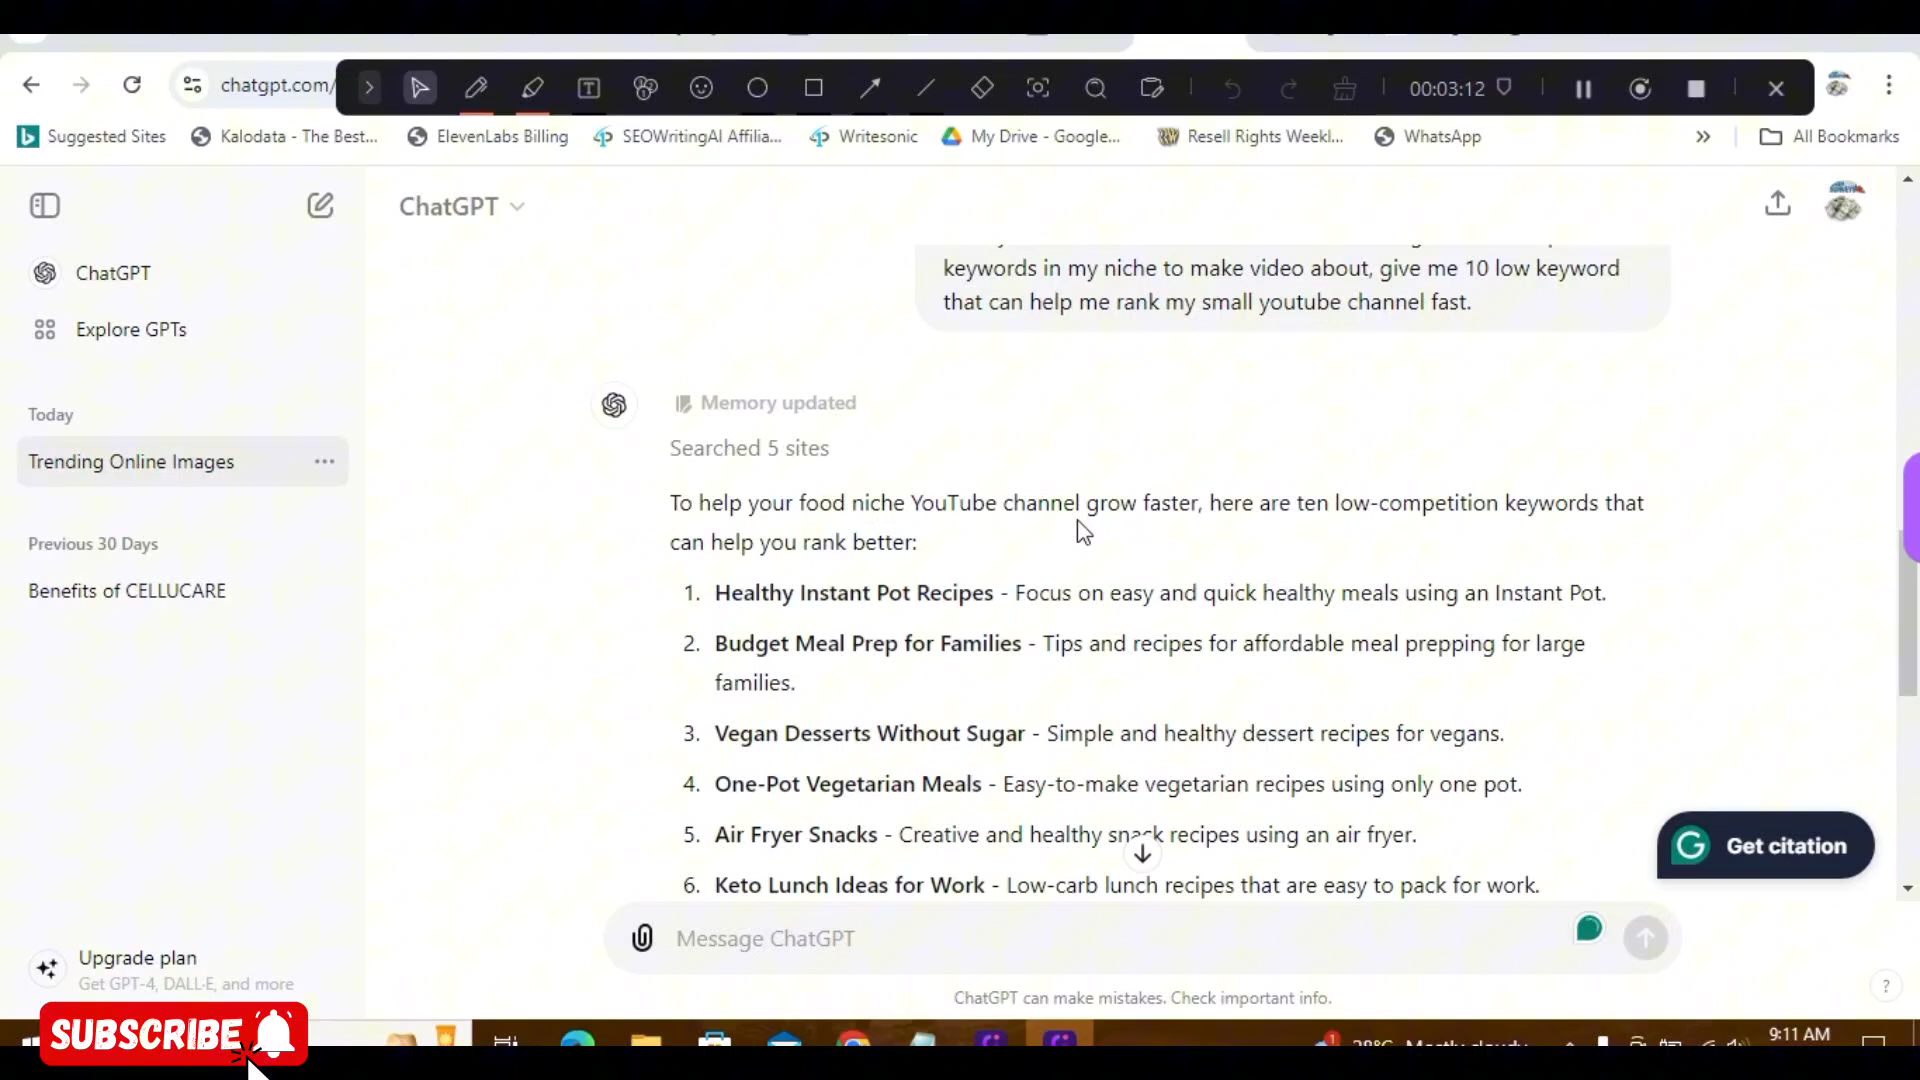 chatgpt.com/
00:03:12
Suggested Sites
Kalodata - The Best...
ElevenLabs Billing
SEOWritingAI Affilia...
Writesonic
My Drive - Google...
Resell Rights Weekl...
WhatsApp
All Bookmarks
ChatGPT
ChatGPT
Explore GPTs
Today
Trending Online Images
Previous 30 Days
Benefits of CELLUCARE
Upgrade plan
Get GPT-4, DALL·E, and more
keywords in my niche to make video about, give me 10 low keyword
that can help me rank my small youtube channel fast.
Memory updated
Searched 5 sites
To help your food niche YouTube channel grow faster, here are ten low-competition keywords that
can help you rank better:
1. Healthy Instant Pot Recipes - Focus on easy and quick healthy meals using an Instant Pot.
2. Budget Meal Prep for Families - Tips and recipes for affordable meal prepping for large
families.
3. Vegan Desserts Without Sugar - Simple and healthy dessert recipes for vegans.
4. One-Pot Vegetarian Meals - Easy-to-make vegetarian recipes using only one pot.
5. Air Fryer Snacks - Creative and healthy snack recipes using an air fryer.
6. Keto Lunch Ideas for Work - Low-carb lunch recipes that are easy to pack for work.
Get citation
Message ChatGPT
ChatGPT can make mistakes. Check important info.
?
SUBSCRIBE
28°C Mostly cloudy
9:11 AM